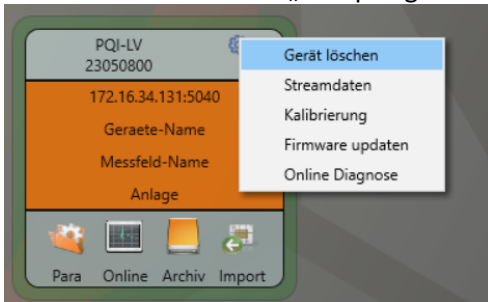 PQI-LV
23050800
172.16.34.131:5040
Geraete-Name
Messfeld-Name
Anlage
Para Online Archiv Import
Gerät löschen
Streamdaten
Kalibrierung
Firmware updaten
Online Diagnose